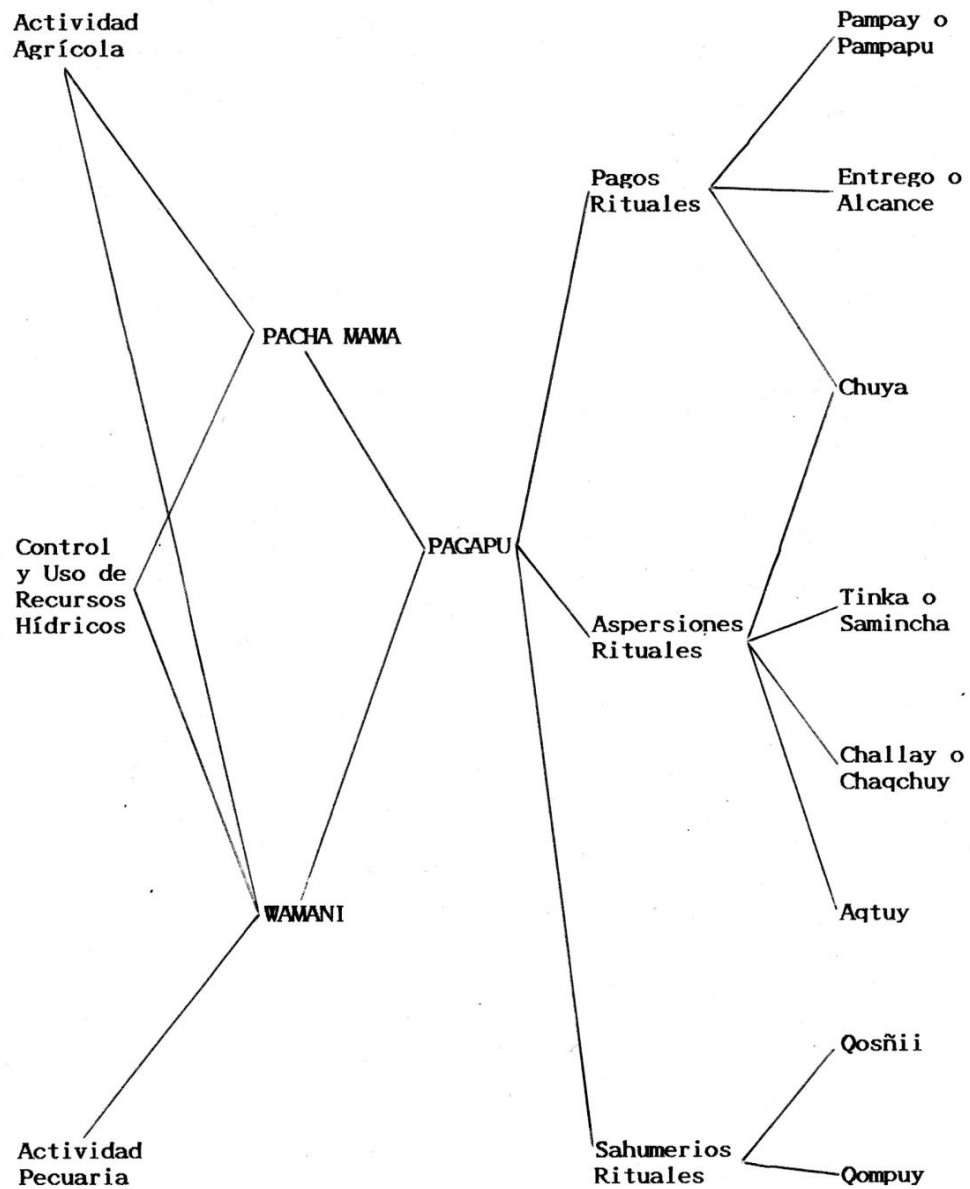 Actividad
Agrícola
Pampay o
Pampapu
Pagos
Rituales
Entrego o
Alcance
PACHA MAMA
Chuya
Control
y Uso de
Recursos
Hídricos
PAGAPU
Aspersiones
Rituales
Tinka o
Samincha
Challay o
Chaqchuy
WAMANI
Aqtuy
Qosñii
Actividad
Pecuaria
Sahumerios
Rituales
Qompuy